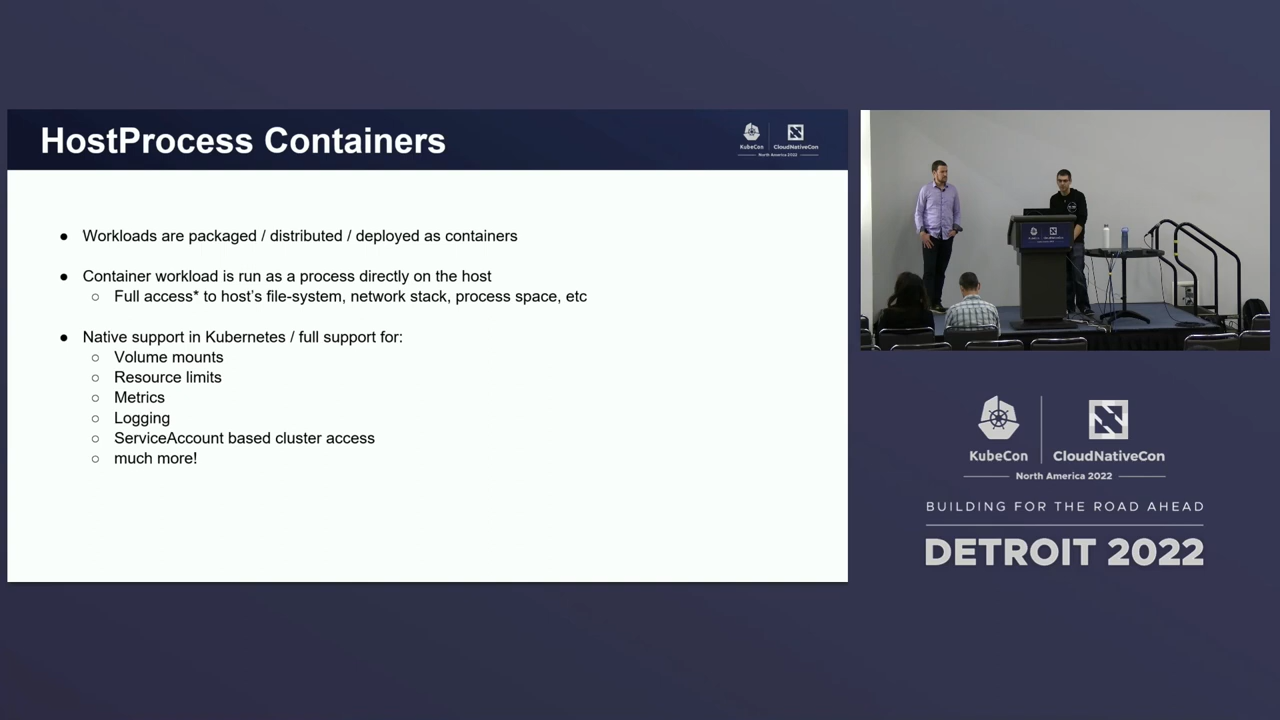 HostProcess Containers
KubeCon
CloudNativeCon
North America 2022
● Workloads are packaged / distributed / deployed as containers
● Container workload is run as a process directly on the host
○ Full access* to host's file-system, network stack, process space, etc
● Native support in Kubernetes / full support for:
○ Volume mounts
○ Resource limits
○ Metrics
○ Logging
○ ServiceAccount based cluster access
○ much more!
KubeCon
CloudNativeCon
North America 2022
BUILDING FOR THE ROAD AHEAD
DETROIT 2022